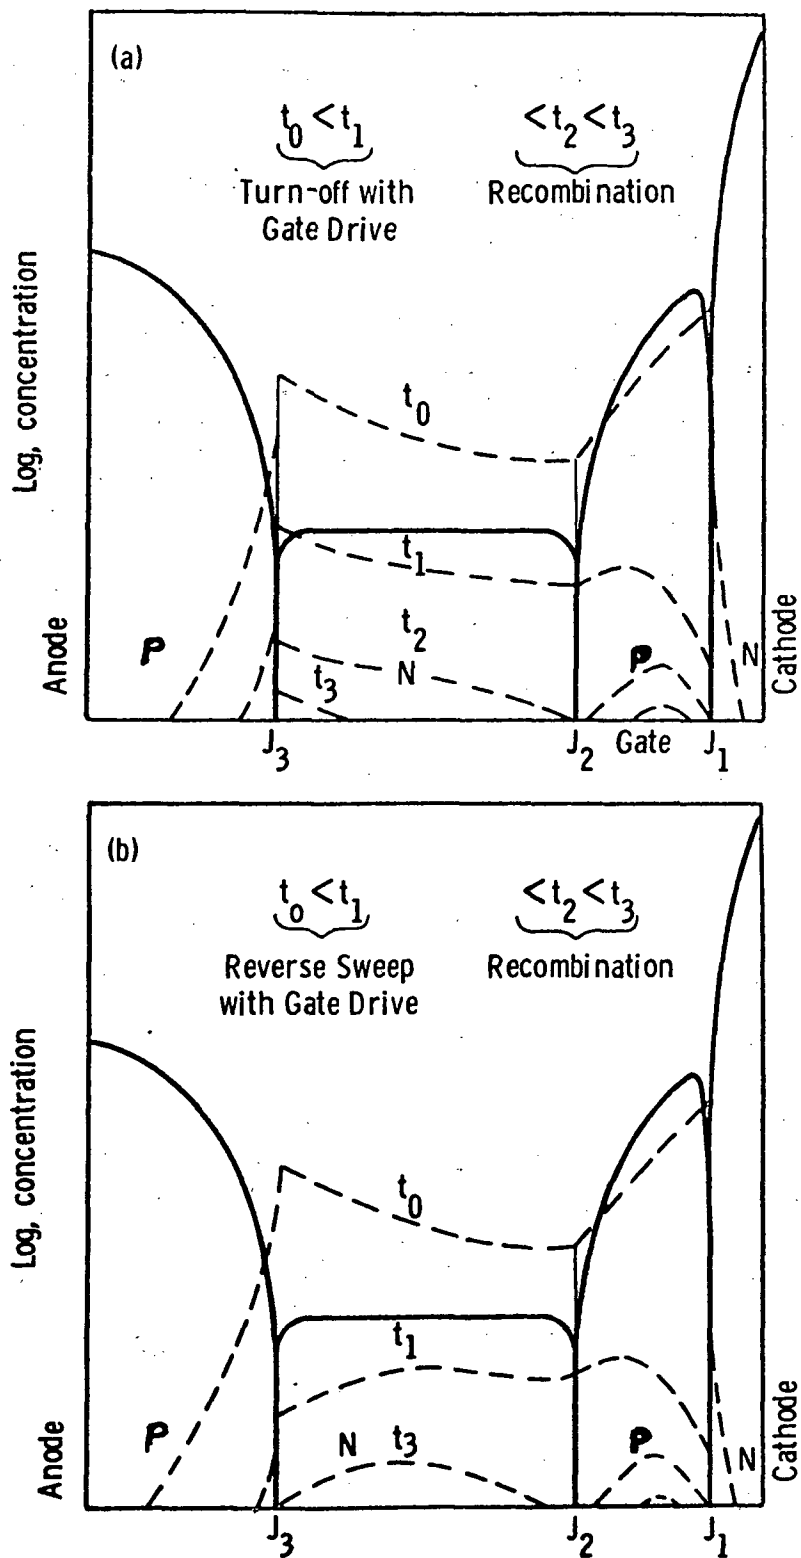 (a)
t0 < t1
< t2 < t3
Turn-off with
Gate Drive
Recombination
Log, concentration
t0
t1
t2
t3
N
P
P
N
Anode
Cathode
J3
J2
Gate
J1
(b)
to < t1
< t2 < t3
Reverse Sweep
with Gate Drive
Recombination
Log, concentration
t0
t1
N
t3
P
P
N
Anode
Cathode
J3
J2
J1